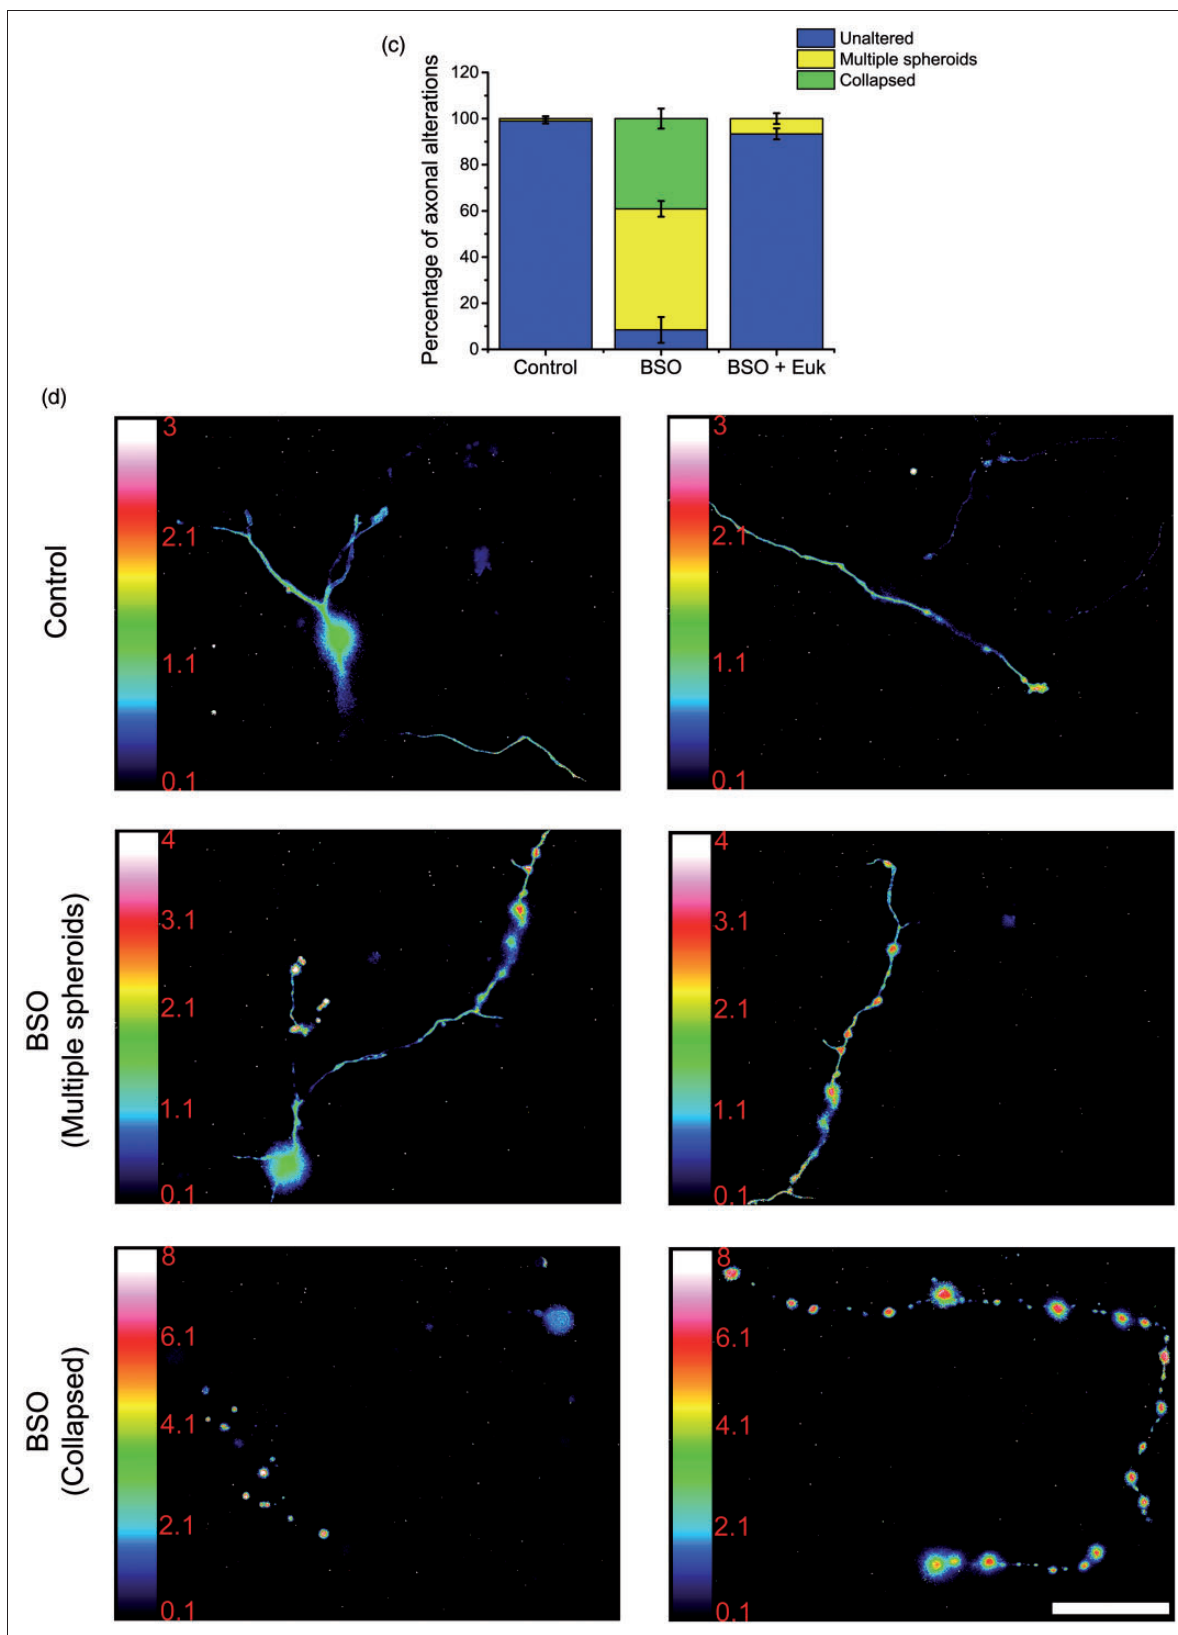 (c)
Unaltered
Multiple spheroids
Collapsed
Percentage of axonal alterations
120
100
80
60
40
20
0
Control
BSO
BSO + Euk
(d)
Control
3
2.1
1.1
0.1
3
2.1
1.1
0.1
BSO
(Multiple spheroids)
4
3.1
2.1
1.1
0.1
4
3.1
2.1
1.1
0.1
BSO
(Collapsed)
8
6.1
4.1
2.1
0.1
8
6.1
4.1
2.1
0.1